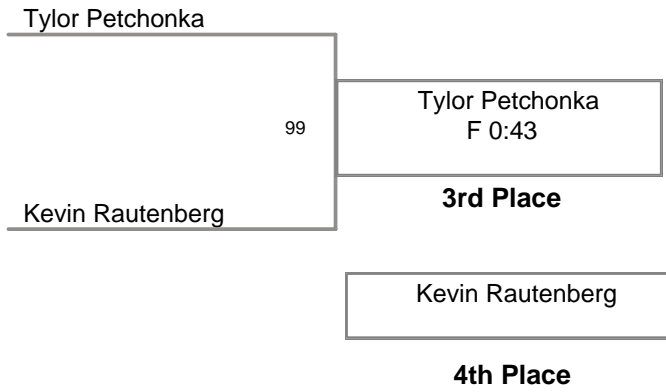 Tylor Petchonka
Tylor Petchonka
99
F 0:43
3rd Place
Kevin Rautenberg
Kevin Rautenberg
4th Place